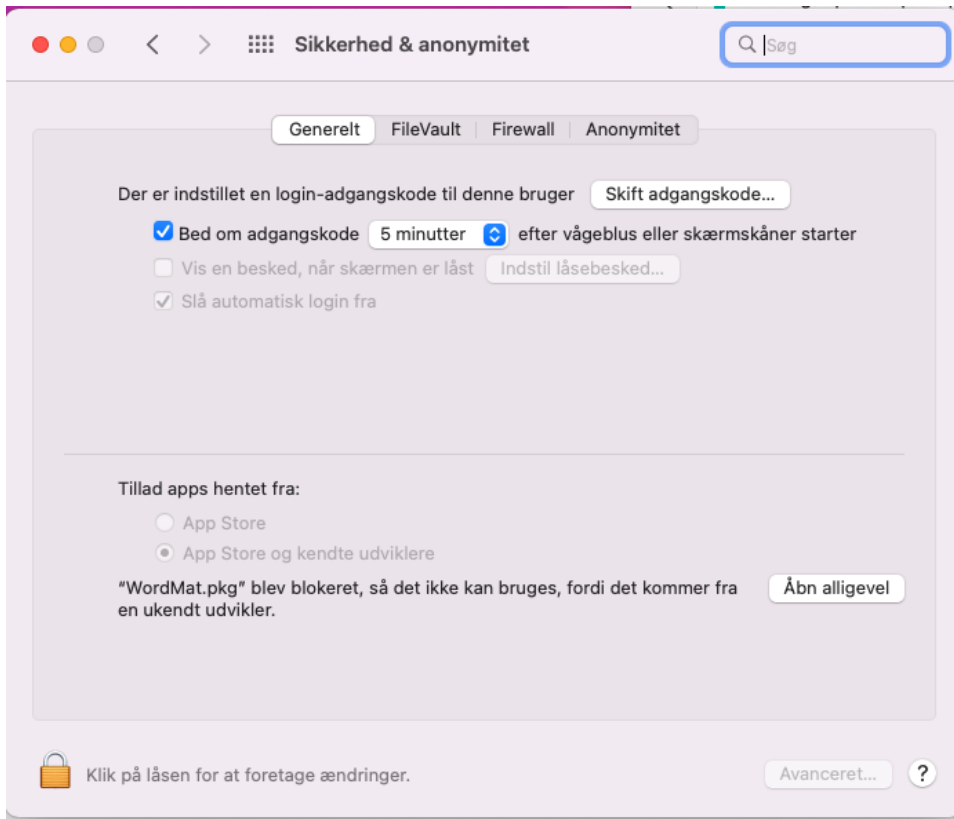 Sikkerhed & anonymitet
Søg
Generelt FileVault Firewall Anonymitet
Der er indstillet en login-adgangskode til denne bruger Skift adgangskode...
Bed om adgangskode 5 minutter efter vågeblus eller skærmskåner starter
Vis en besked, når skærmen er låst Indstil låsebesked...
Slå automatisk login fra
Tillad apps hentet fra:
App Store
App Store og kendte udviklere
“WordMat.pkg” blev blokeret, så det ikke kan bruges, fordi det kommer fra
en ukendt udvikler.
Åbn alligevel
Klik på låsen for at foretage ændringer.
Avanceret... ?